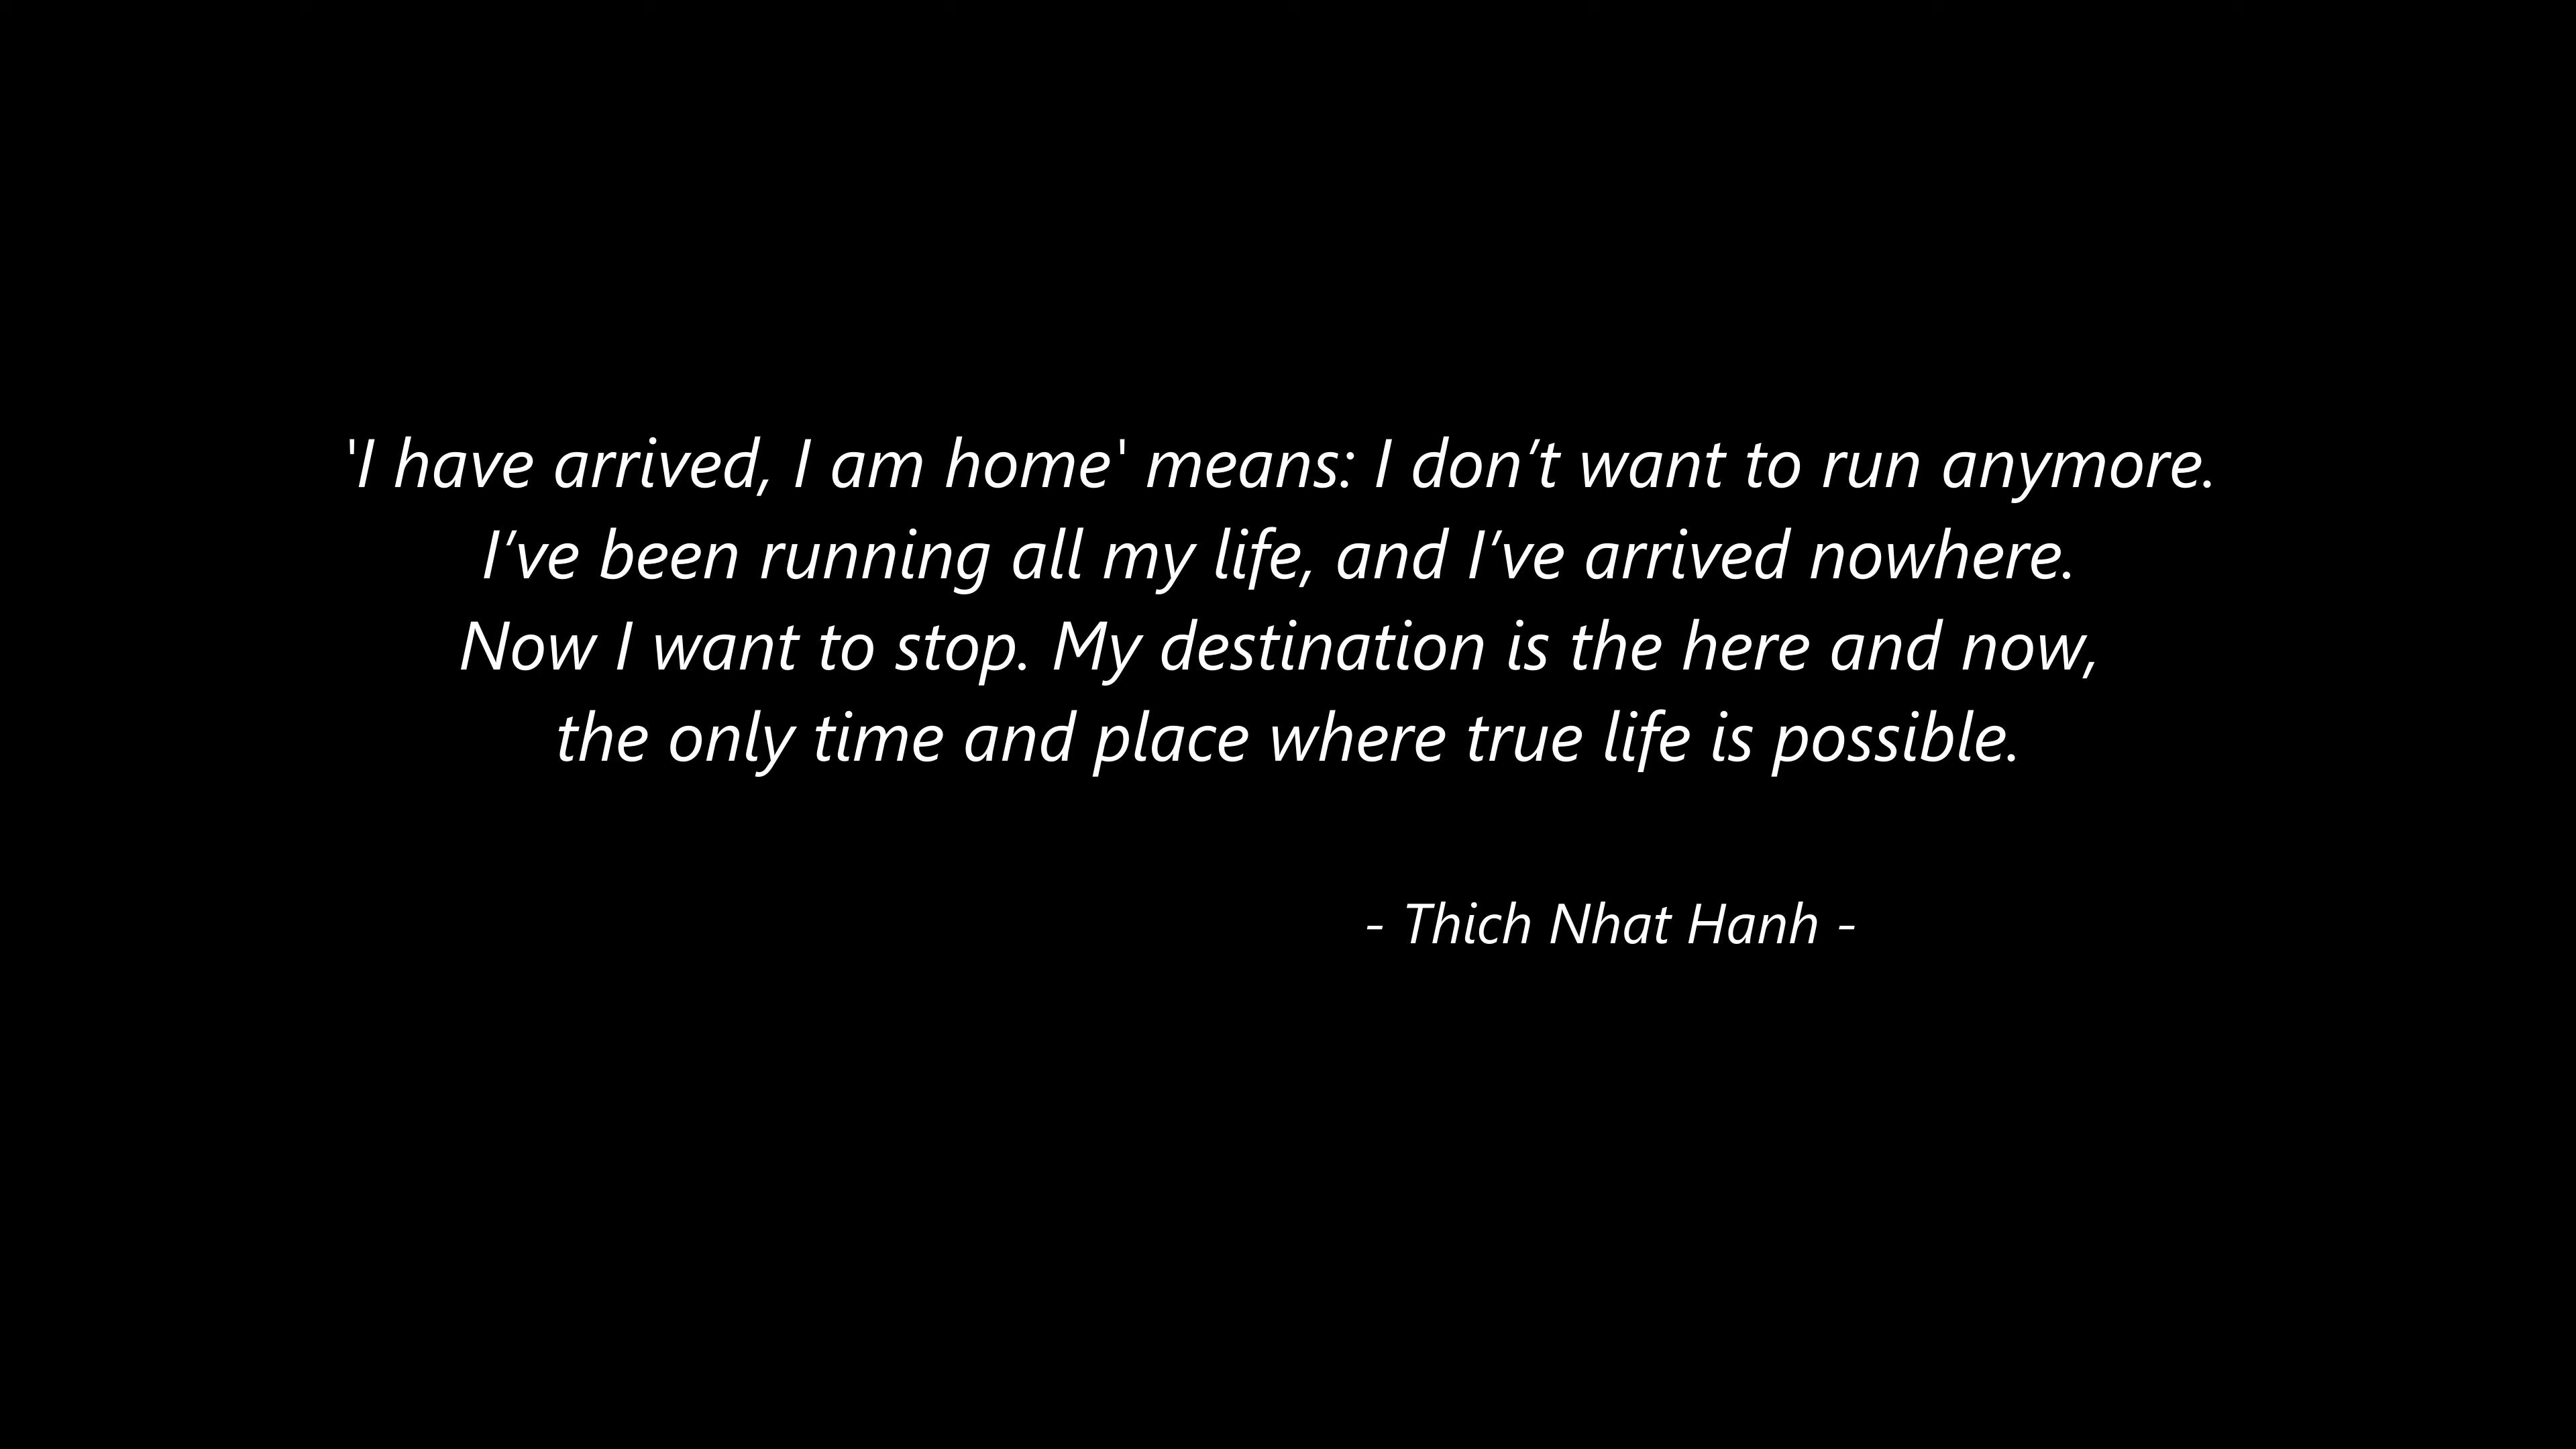 'I have arrived, I am home' means: I don’t want to run anymore.
I’ve been running all my life, and I’ve arrived nowhere.
Now I want to stop. My destination is the here and now,
the only time and place where true life is possible.
- Thich Nhat Hanh -